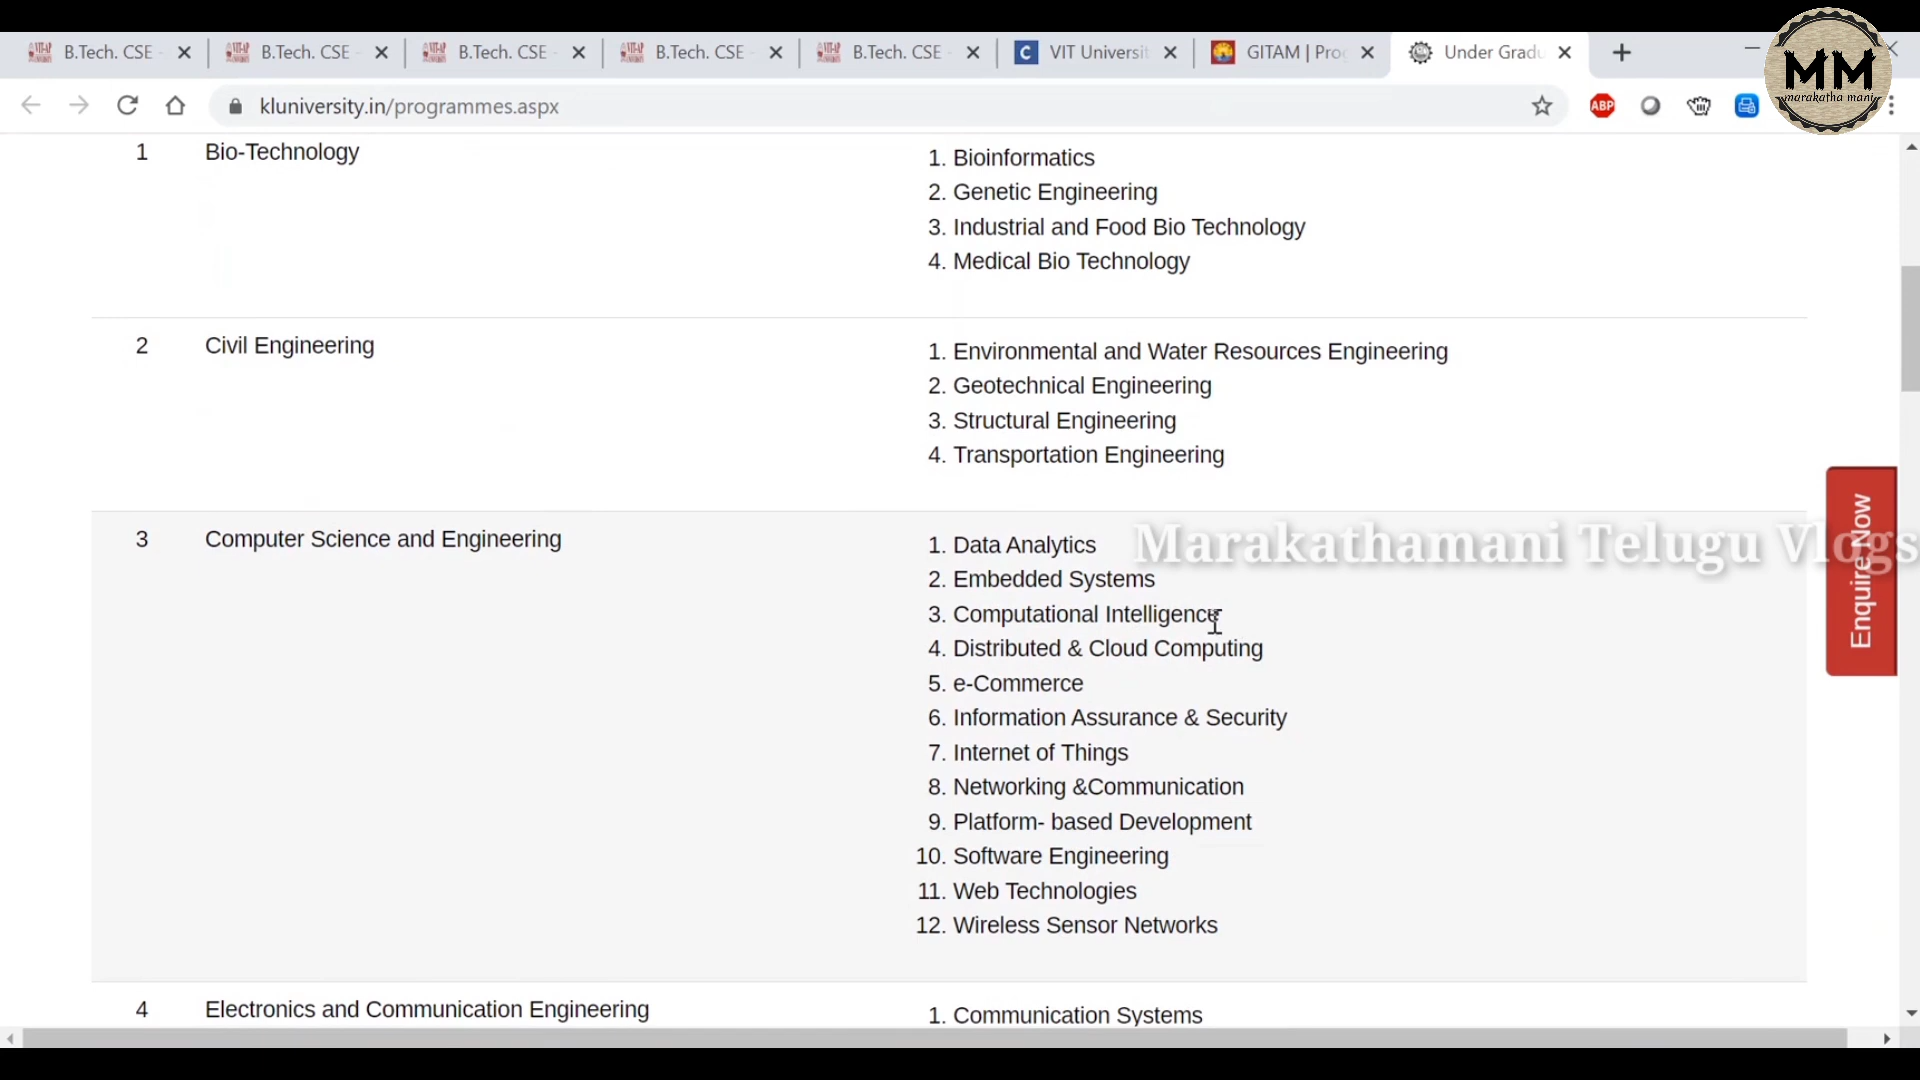 B.Tech. CSE - B.Tech. CSE - B.Tech. CSE - B.Tech. CSE - B.Tech. CSE - VIT Universit GITAM | Prog Under Gradu
MM
marakatha mani
kluniversity.in/programmes.aspx
ABP
1 Bio-Technology
1. Bioinformatics
2. Genetic Engineering
3. Industrial and Food Bio Technology
4. Medical Bio Technology
2 Civil Engineering
1. Environmental and Water Resources Engineering
2. Geotechnical Engineering
3. Structural Engineering
4. Transportation Engineering
3 Computer Science and Engineering
1. Data Analytics
2. Embedded Systems
3. Computational Intelligence
4. Distributed & Cloud Computing
5. e-Commerce
6. Information Assurance & Security
7. Internet of Things
8. Networking &Communication
9. Platform- based Development
10. Software Engineering
11. Web Technologies
12. Wireless Sensor Networks
Marakathamani Telugu Vlogs
Enquire Now
4 Electronics and Communication Engineering
1. Communication Systems